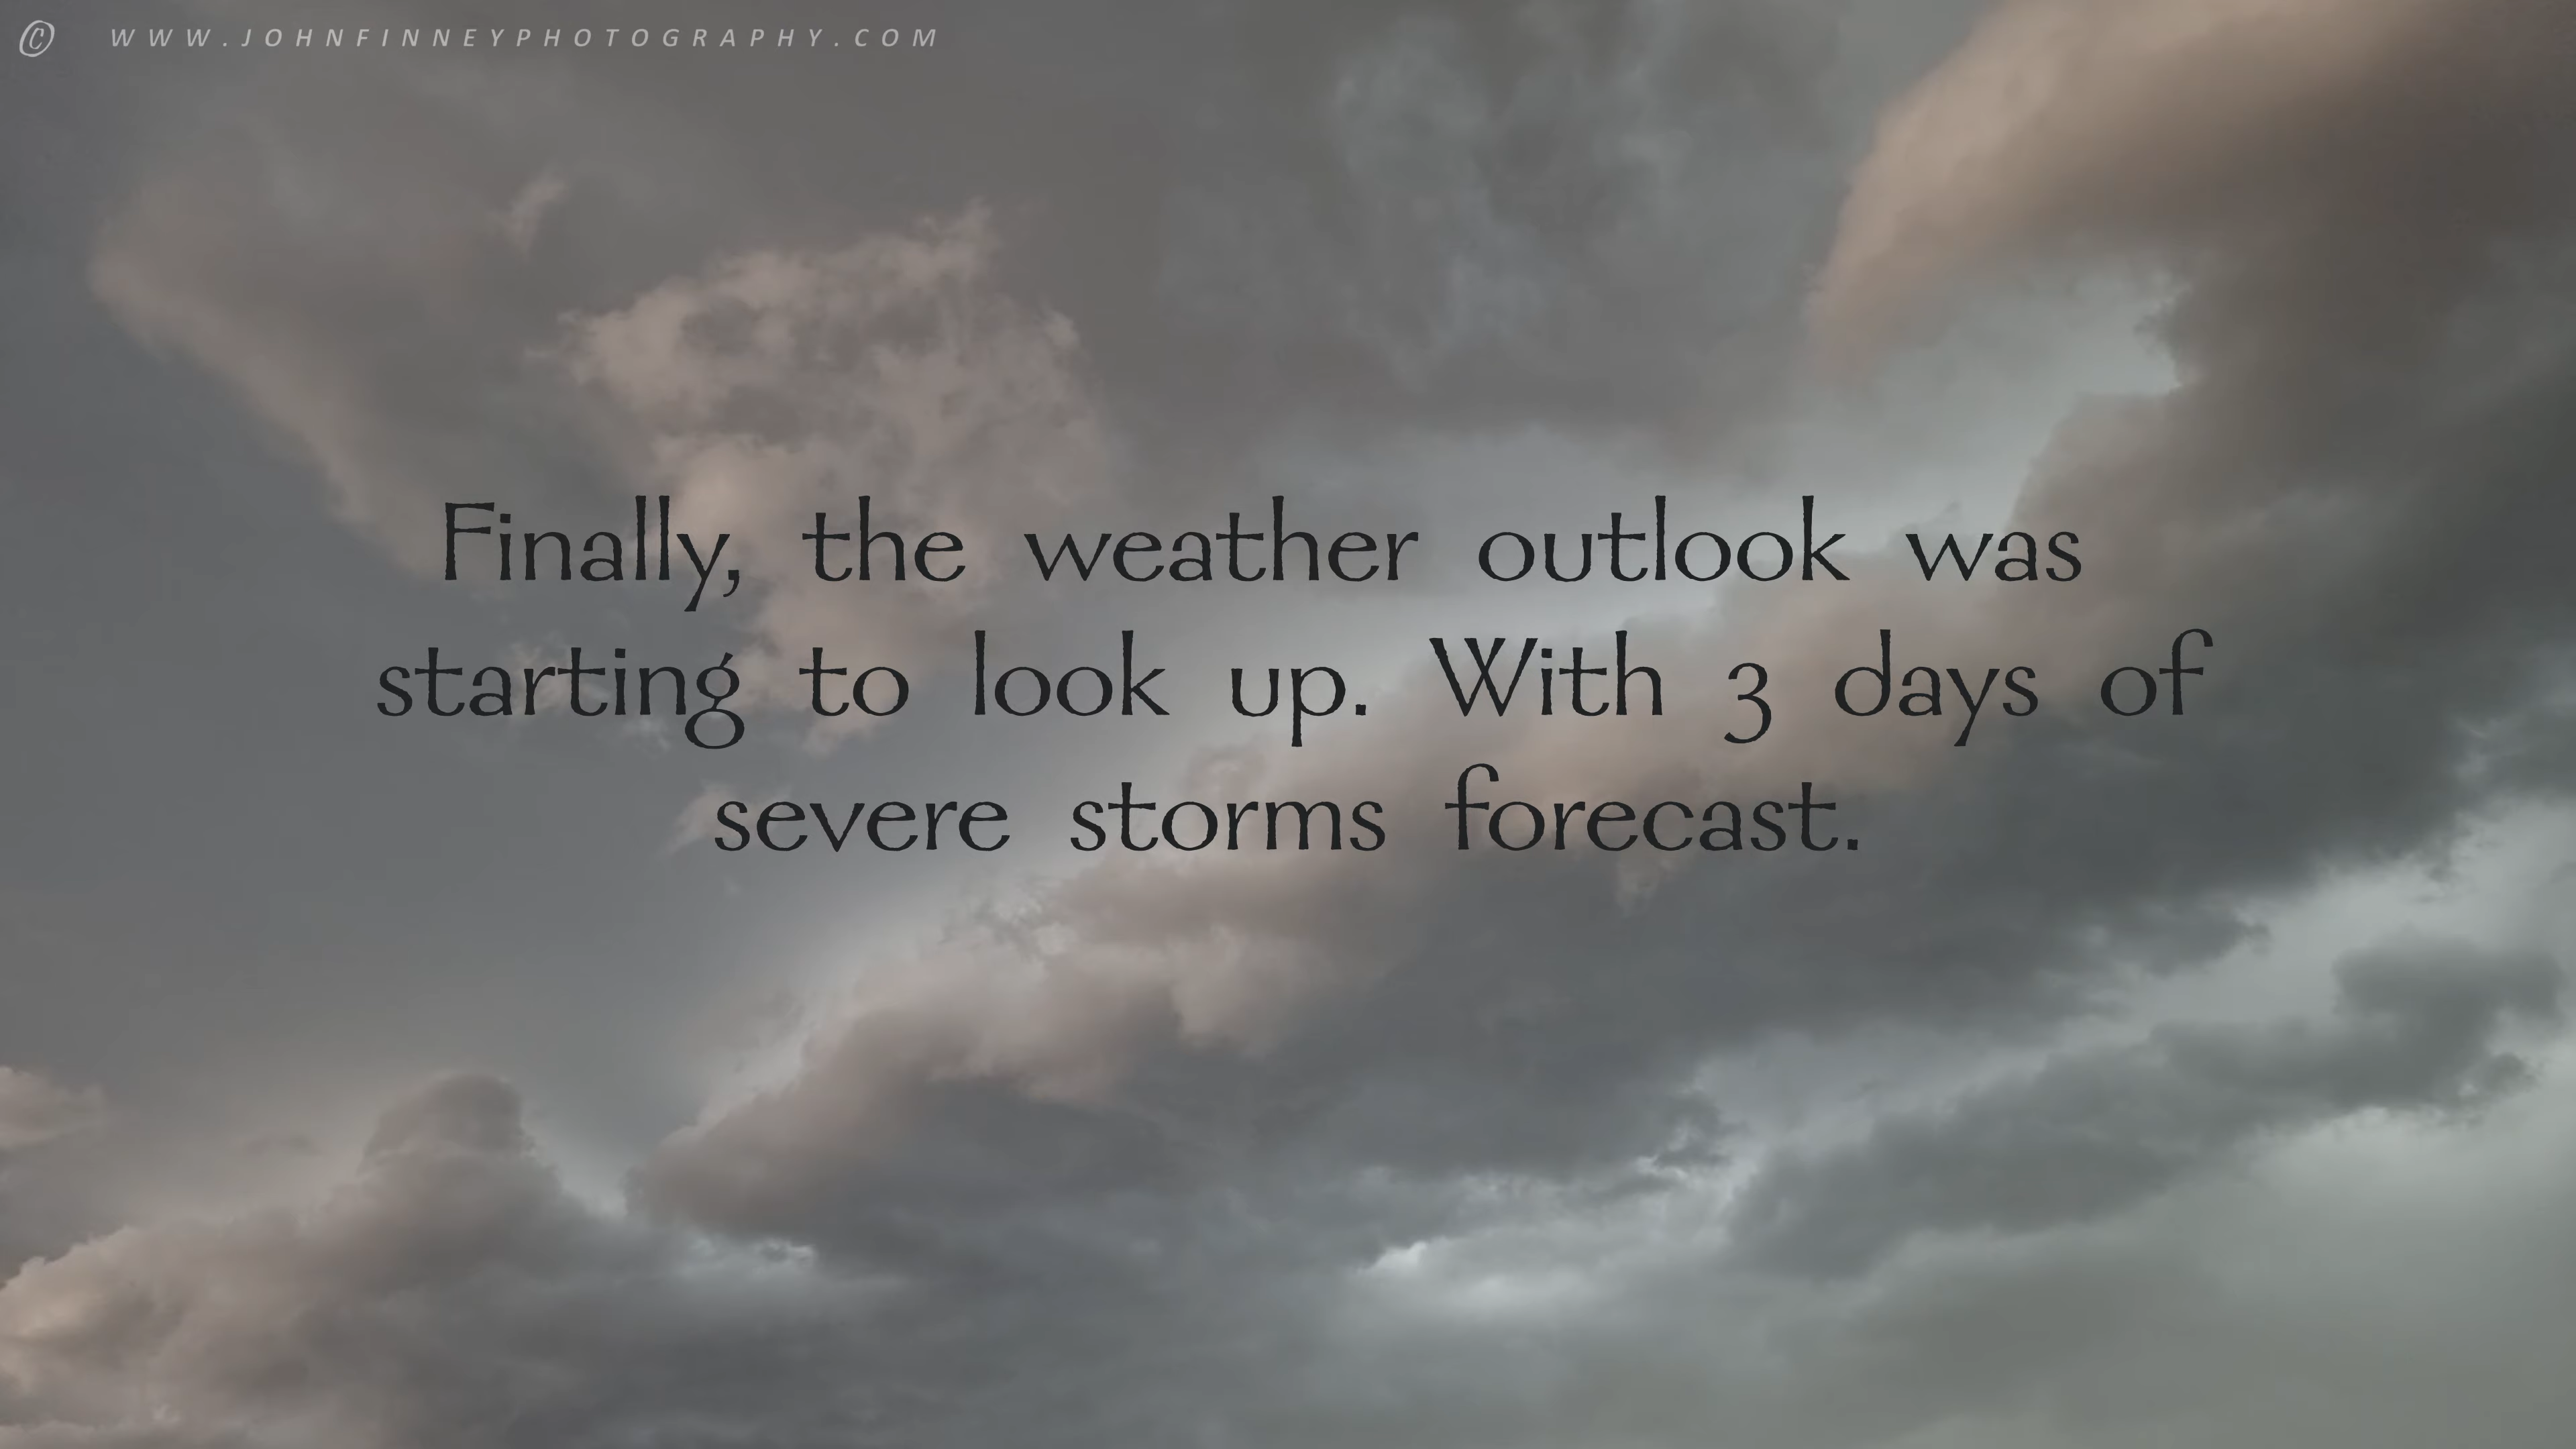 © WWW.JOHNFINNEYPHOTOGRAPHY.COM
Finally, the weather outlook was
starting to look up. With 3 days of
severe storms forecast.